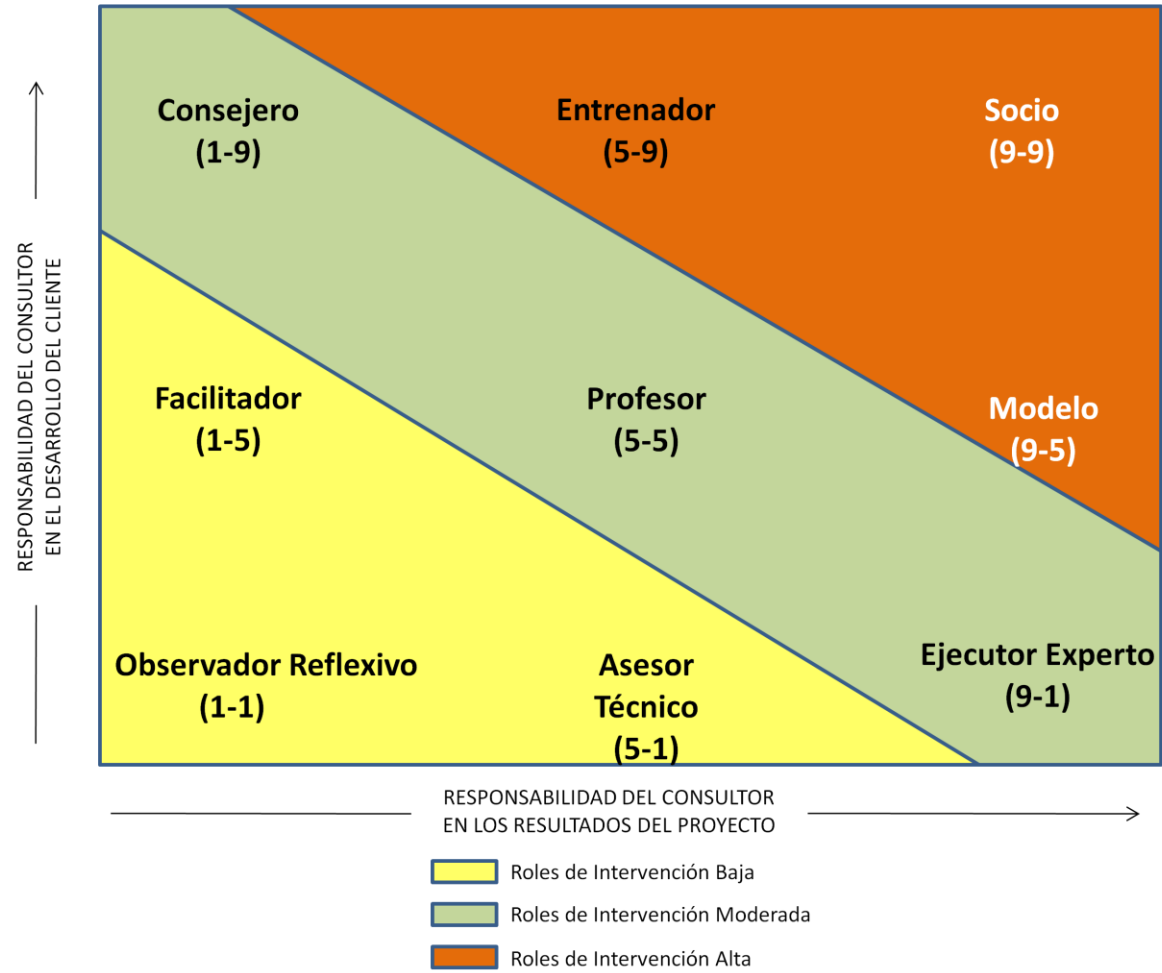 Consejero
(1-9)
Entrenador
(5-9)
Socio
(9-9)
RESPONSABILIDAD DEL CONSULTOR
EN EL DESARROLLO DEL CLIENTE
Facilitador
(1-5)
Profesor
(5-5)
Modelo
(9-5)
Observador Reflexivo
(1-1)
Asesor
Técnico
(5-1)
Ejecutor Experto
(9-1)
RESPONSABILIDAD DEL CONSULTOR
EN LOS RESULTADOS DEL PROYECTO
Roles de Intervención Baja
Roles de Intervención Moderada
Roles de Intervención Alta